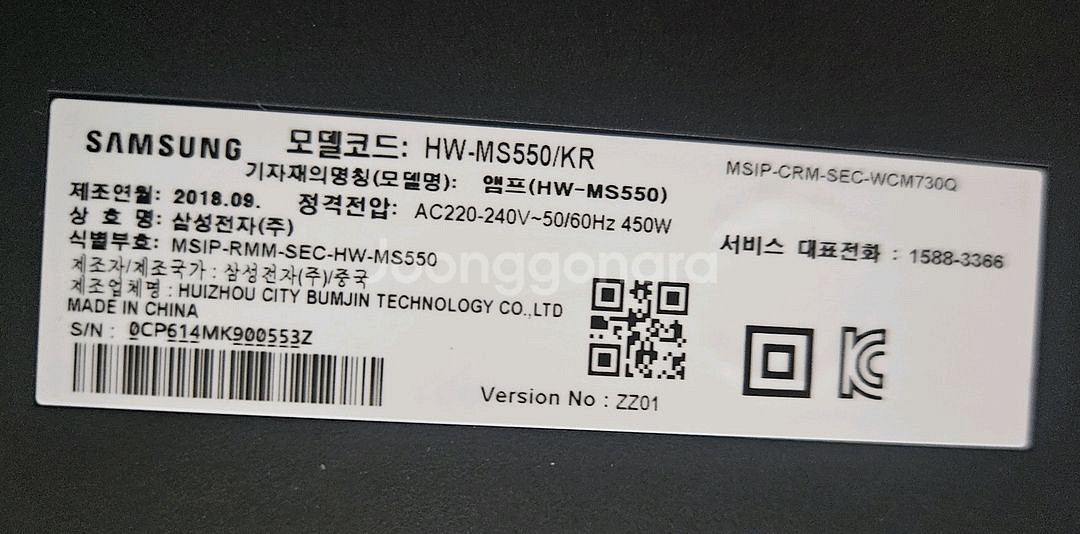 SAMSUNG 모델코드: HW-MS550/KR
기자재의명칭(모델명): 앰프(HW-MS550)
MSIP-CRM-SEC-WCM730Q
제조연월: 2018.09. 정격전압: AC220-240V~50/60Hz 450W
상 호 명: 삼성전자(주)
식별부호: MSIP-RMM-SEC-HW-MS550
서비스 대표전화 : 1588-3366
제조자/제조국가 : 삼성전자(주)/중국
Joonggonara
제조업체명 : HUIZHOU CITY BUMJIN TECHNOLOGY CO.,LTD
MADE IN CHINA
S/N : 0CP614MK900553Z
Version No : ZZ01